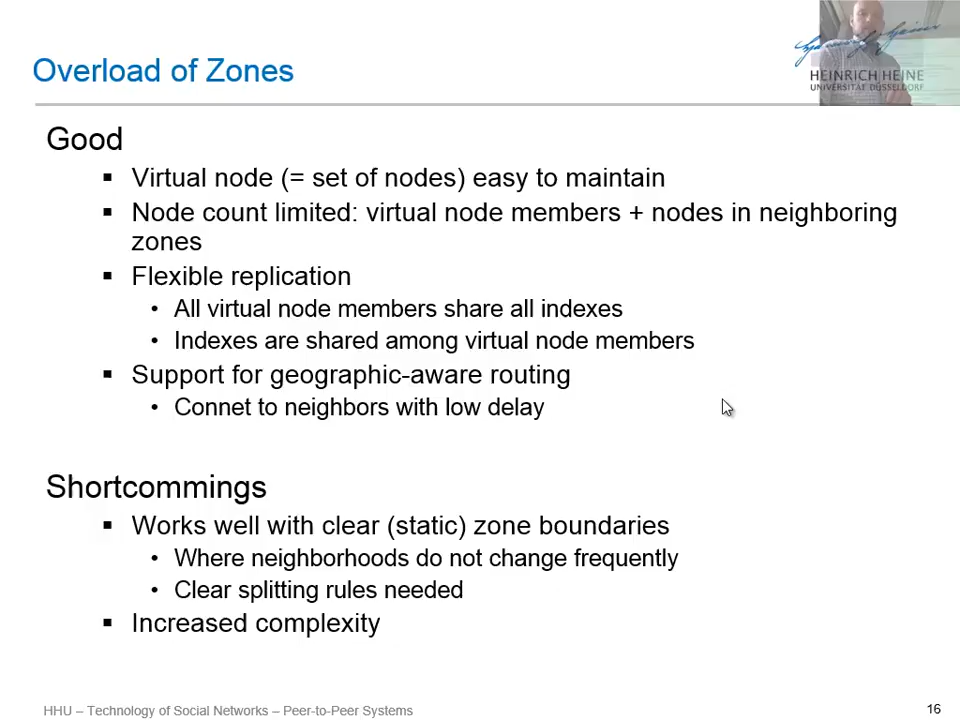 Overload of Zones
HEINRICH HEINE
UNIVERSITÄT DÜSSELDORF
Good
▪ Virtual node (= set of nodes) easy to maintain
▪ Node count limited: virtual node members + nodes in neighboring
zones
▪ Flexible replication
• All virtual node members share all indexes
• Indexes are shared among virtual node members
▪ Support for geographic-aware routing
• Connet to neighbors with low delay
Shortcommings
▪ Works well with clear (static) zone boundaries
• Where neighborhoods do not change frequently
• Clear splitting rules needed
▪ Increased complexity
HHU – Technology of Social Networks – Peer-to-Peer Systems
16